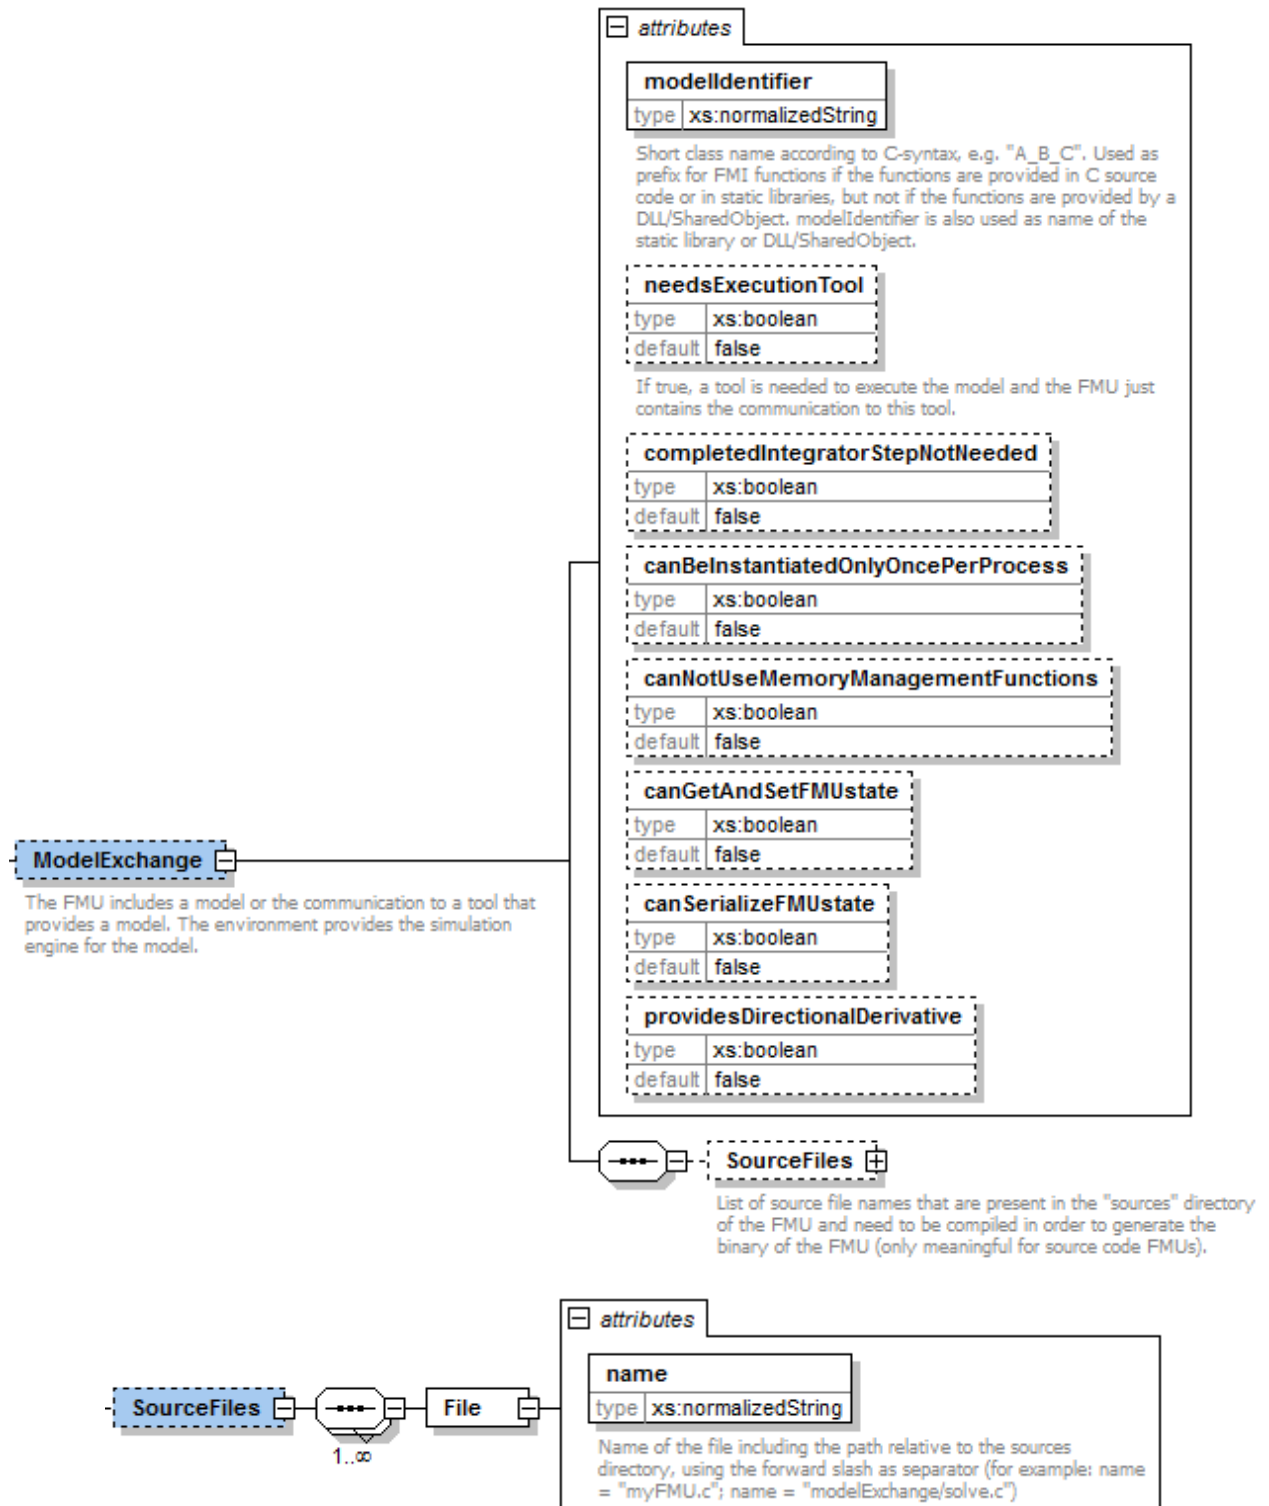 attributes
modelIdentifier
type xs:normalizedString
Short class name according to C-syntax, e.g. "A_B_C". Used as
prefix for FMI functions if the functions are provided in C source
code or in static libraries, but not if the functions are provided by a
DLL/SharedObject. modelIdentifier is also used as name of the
static library or DLL/SharedObject.
needsExecutionTool
type xs:boolean
default false
If true, a tool is needed to execute the model and the FMU just
contains the communication to this tool.
completedIntegratorStepNotNeeded
type xs:boolean
default false
canBeInstantiatedOnlyOncePerProcess
type xs:boolean
default false
canNotUseMemoryManagementFunctions
type xs:boolean
default false
canGetAndSetFMUstate
type xs:boolean
default false
ModelExchange
The FMU includes a model or the communication to a tool that
provides a model. The environment provides the simulation
engine for the model.
canSerializeFMUstate
type xs:boolean
default false
providesDirectionalDerivative
type xs:boolean
default false
SourceFiles
List of source file names that are present in the "sources" directory
of the FMU and need to be compiled in order to generate the
binary of the FMU (only meaningful for source code FMUs).
attributes
name
type xs:normalizedString
SourceFiles
1..∞
File
Name of the file including the path relative to the sources
directory, using the forward slash as separator (for example: name
= "myFMU.c"; name = "modelExchange/solve.c")